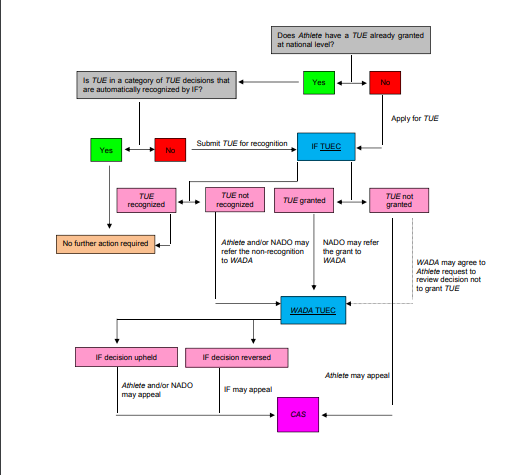 Does Athlete have a TUE already granted
at national level?
Is TUE in a category of TUE decisions that
are automatically recognized by IF?
Yes
No
Apply for TUE
Yes
No
Submit TUE for recognition
IF TUEC
TUE
recognized
TUE not
recognized
TUE granted
TUE not
granted
No further action required
Athlete and/or NADO may
refer the non-recognition
to WADA
NADO may refer
the grant to
WADA
WADA may agree to
Athlete request to
review decision not
to grant TUE
WADA TUEC
IF decision upheld
IF decision reversed
Athlete and/or NADO
may appeal
IF may appeal
Athlete may appeal
CAS